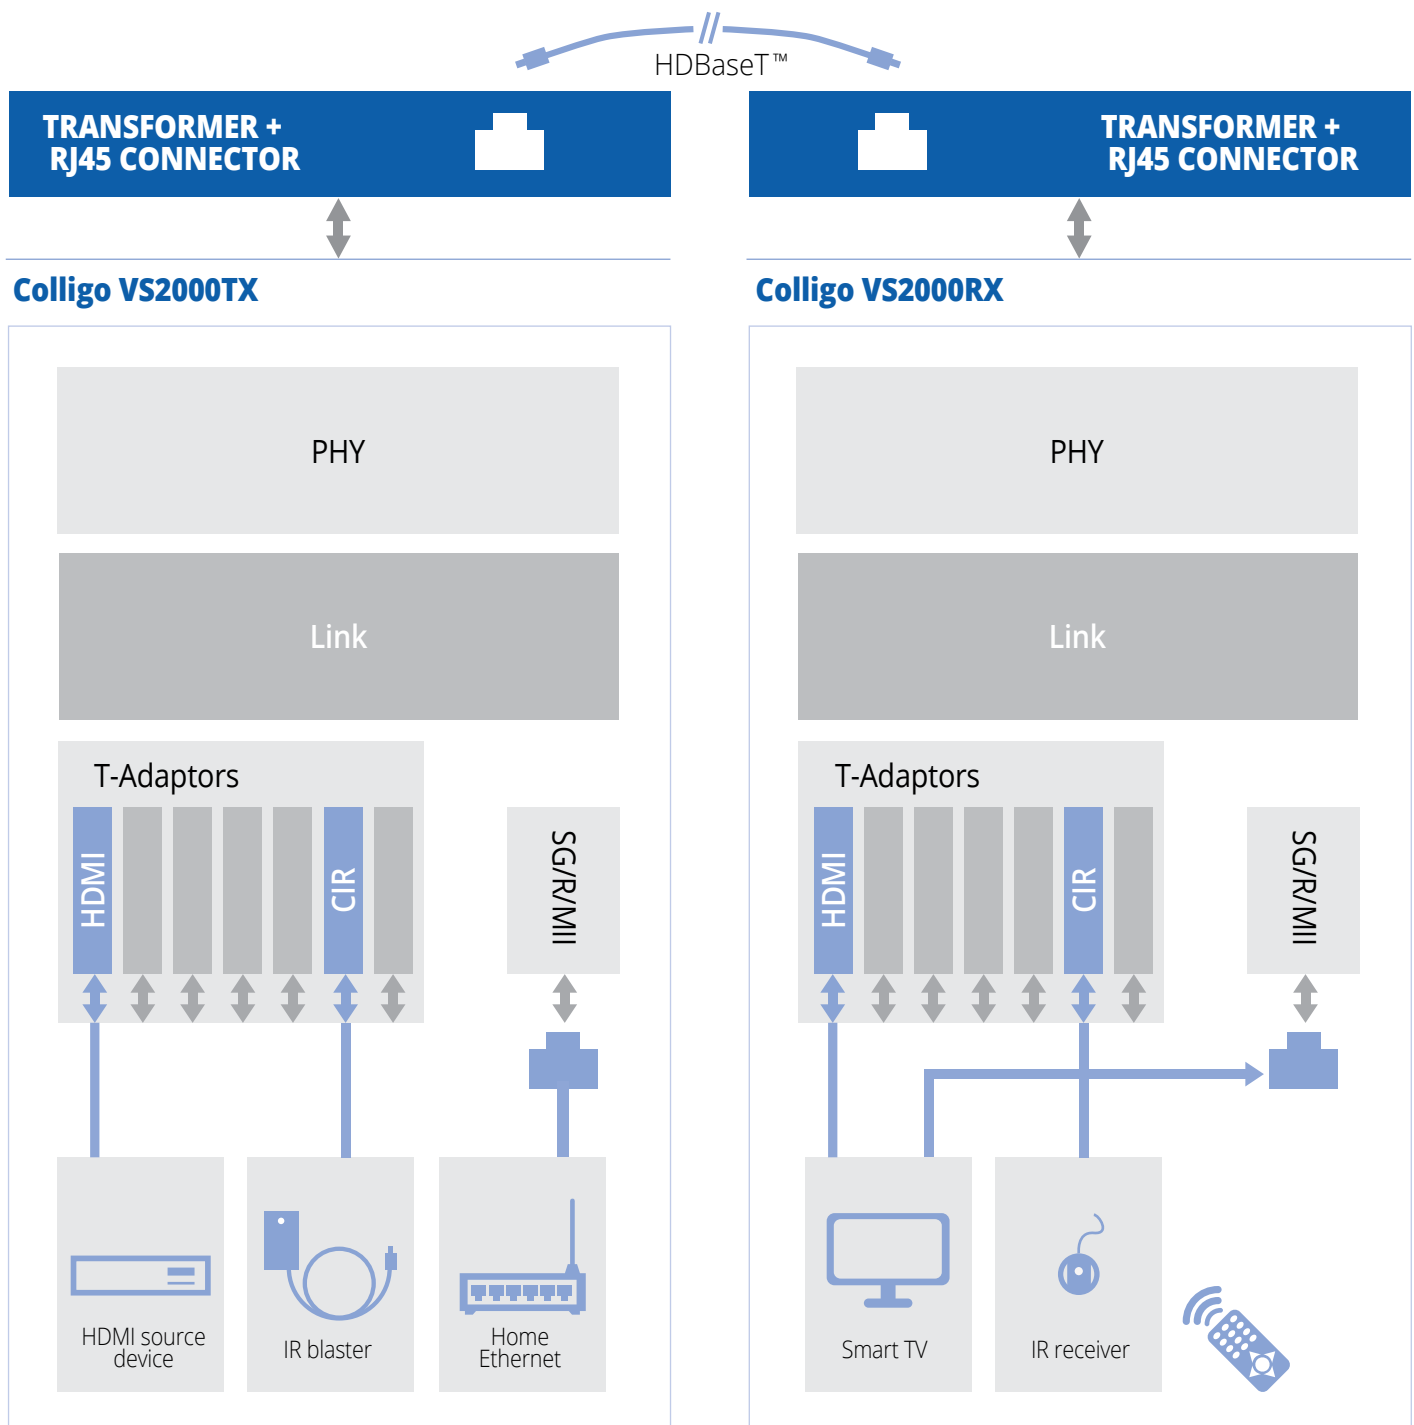 HDBaseT™
TRANSFORMER +
RJ45 CONNECTOR
TRANSFORMER +
RJ45 CONNECTOR
Colligo VS2000TX
PHY
Link
T-Adaptors
HDMI
CIR
SG/R/MII
HDMI source
device
IR blaster
Home
Ethernet
Colligo VS2000RX
PHY
Link
T-Adaptors
HDMI
CIR
SG/R/MII
Smart TV
IR receiver